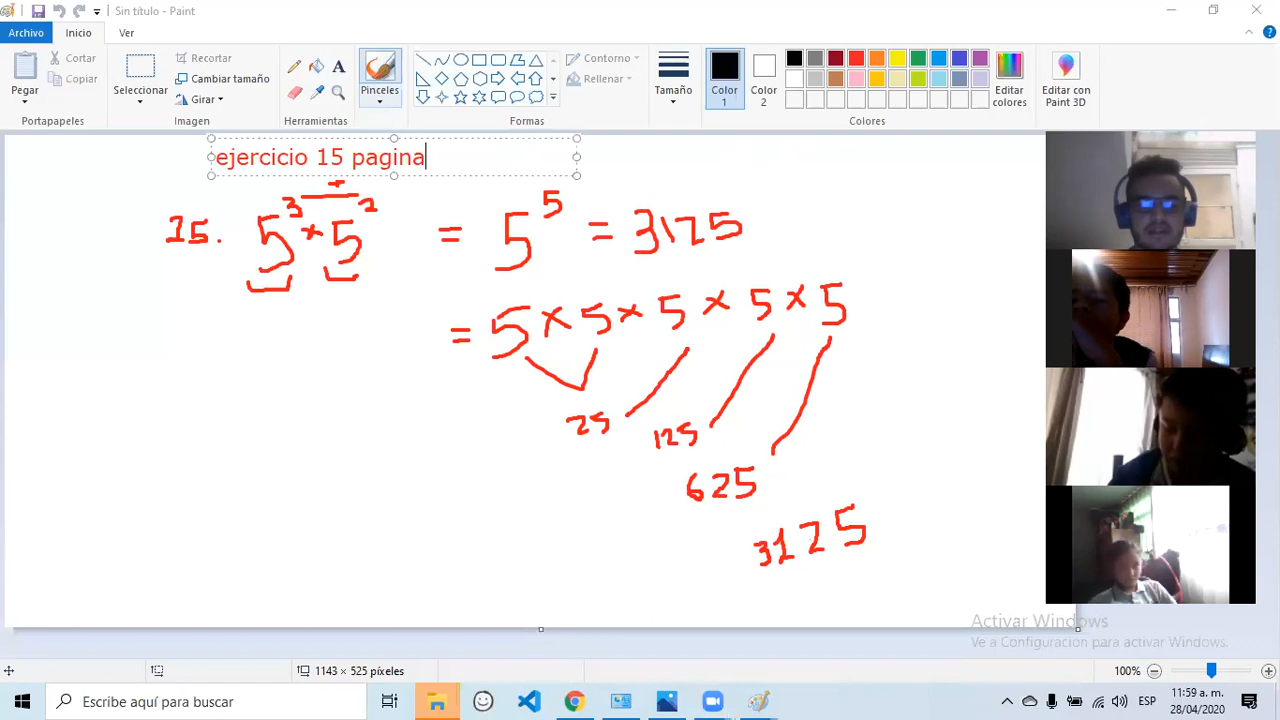 Sin título - Paint
Archivo Inicio Ver
Pegar
Cortar
Copiar
Portapapeles
Seleccionar
Recortar
Cambiar tamaño
Girar
Imagen
Pinceles
Herramientas
Contorno
Rellenar
Formas
Tamaño
Color 1
Color 2
Editar colores
Editar con Paint 3D
Colores
ejercicio 15 pagina
+
15. 5³ × 5² = 5⁵ = 3125
= 5 × 5 × 5 × 5 × 5
25
125
625
3125
Activar Windows
Ve a Configuración para activar Windows.
1143 × 525 píxeles
100%
Escribe aquí para buscar
ESP
11:59 a. m.
28/04/2020